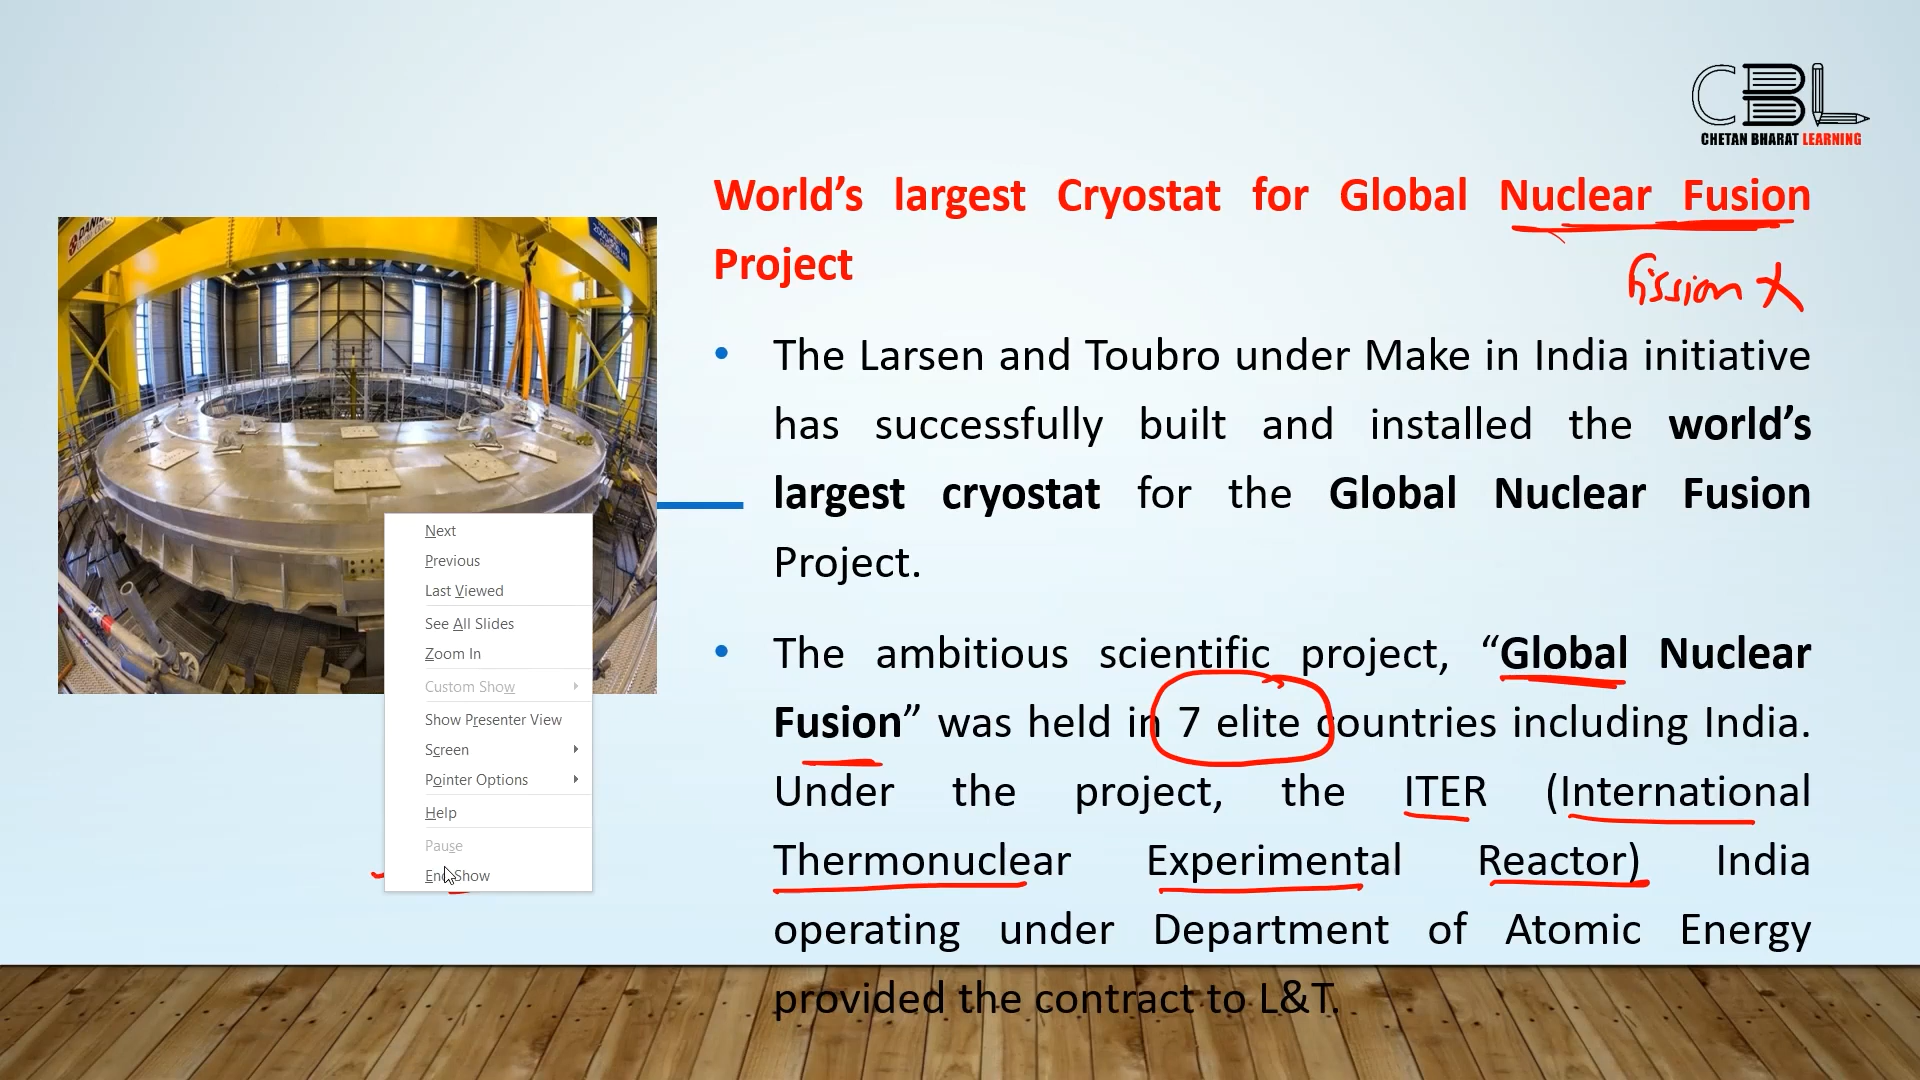 CBL
CHETAN BHARAT LEARNING
World’s largest Cryostat for Global Nuclear Fusion
Project
fission X
• The Larsen and Toubro under Make in India initiative
has successfully built and installed the world’s
largest cryostat for the Global Nuclear Fusion
Project.
• The ambitious scientific project, “Global Nuclear
Fusion” was held in 7 elite countries including India.
Under the project, the ITER (International
Thermonuclear Experimental Reactor) India
operating under Department of Atomic Energy
provided the contract to L&T.
Next
Previous
Last Viewed
See All Slides
Zoom In
Custom Show
Show Presenter View
Screen
Pointer Options
Help
Pause
End Show